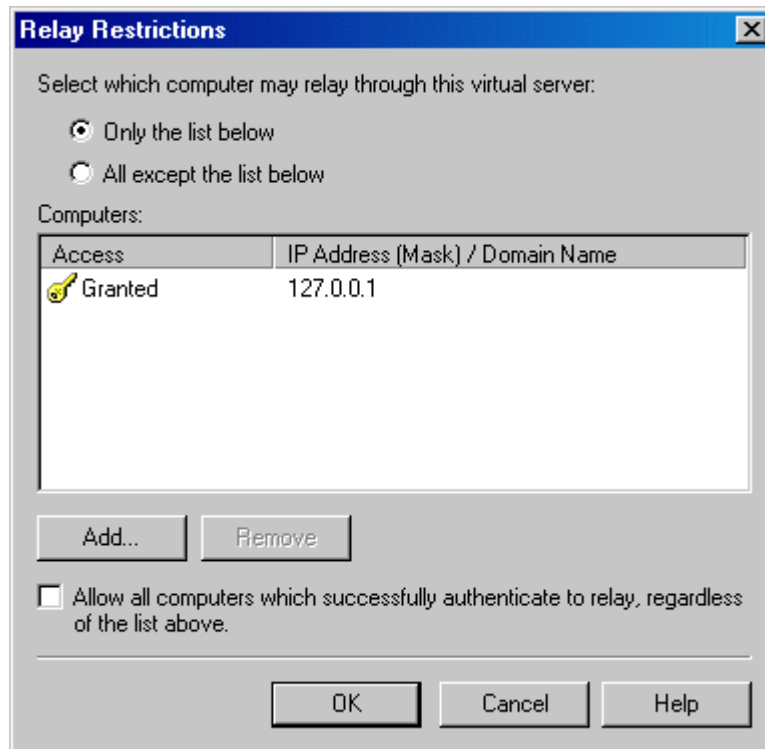 Relay Restrictions
Select which computer may relay through this virtual server:
Only the list below
All except the list below
Computers:
Access IP Address (Mask) / Domain Name
Granted 127.0.0.1
Add... Remove
Allow all computers which successfully authenticate to relay, regardless
of the list above.
OK Cancel Help